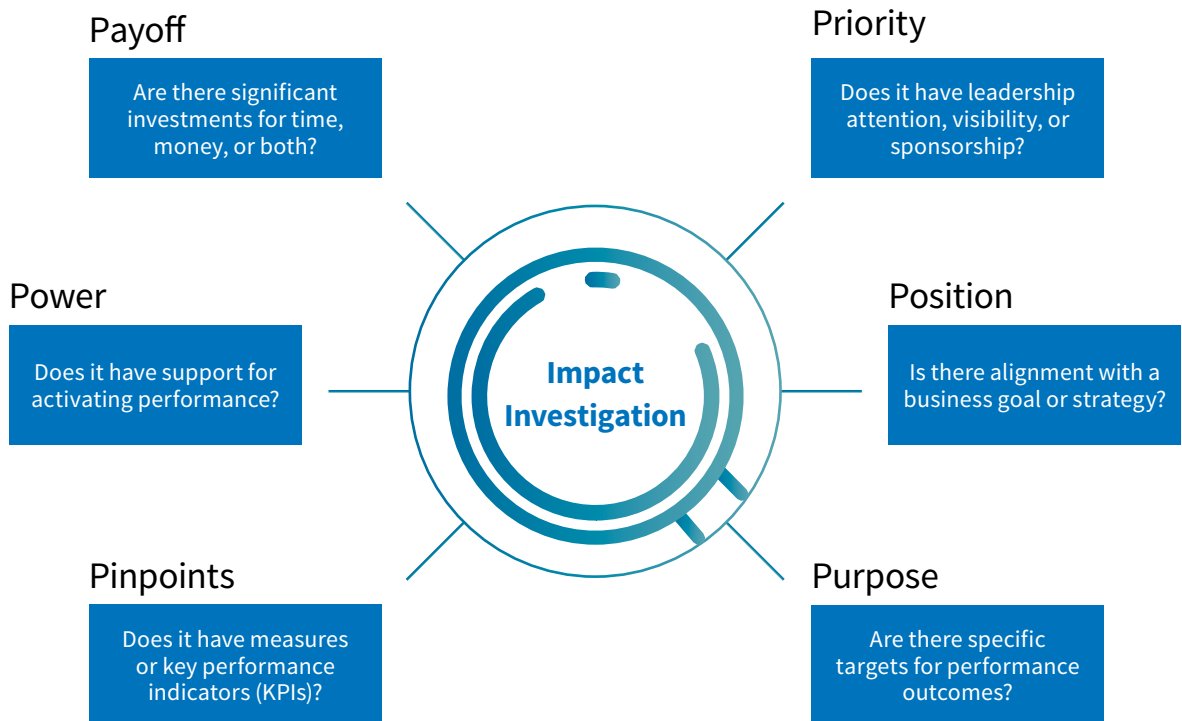 Payoff
Are there significant
investments for time,
money, or both?
Priority
Does it have leadership
attention, visibility, or
sponsorship?
Power
Does it have support for
activating performance?
Impact
Investigation
Position
Is there alignment with a
business goal or strategy?
Pinpoints
Does it have measures
or key performance
indicators (KPIs)?
Purpose
Are there specific
targets for performance
outcomes?